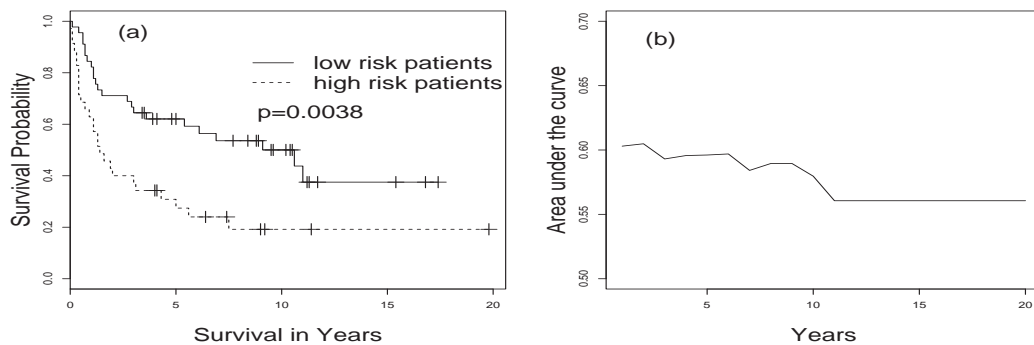 (a)
low risk patients
high risk patients
p=0.0038
Survival Probability
1.0
0.8
0.6
0.4
0.2
0.0
0
5
10
15
20
Survival in Years
(b)
Area under the curve
0.70
0.65
0.60
0.55
0.50
0
5
10
15
20
Years